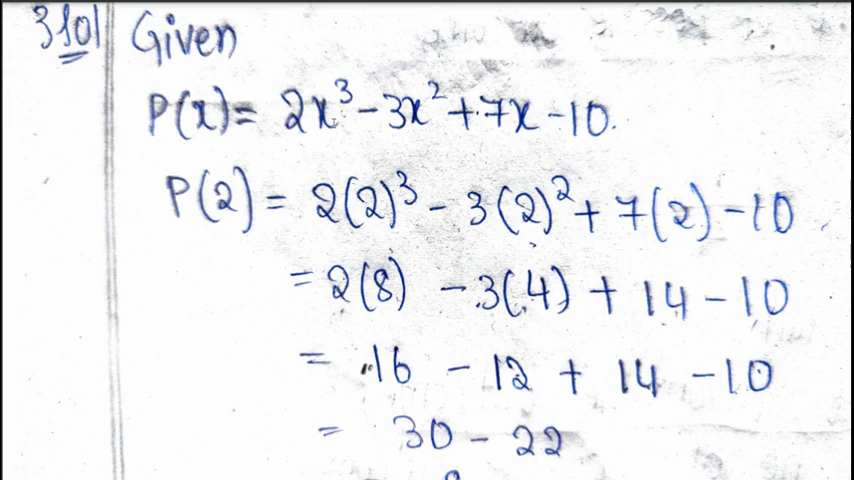 Given
P(x) = 2x³ - 3x² + 7x - 10.
P(2) = 2(2)³ - 3(2)² + 7(2) - 10
= 2(8) - 3(4) + 14 - 10
= 16 - 12 + 14 - 10
= 30 - 22